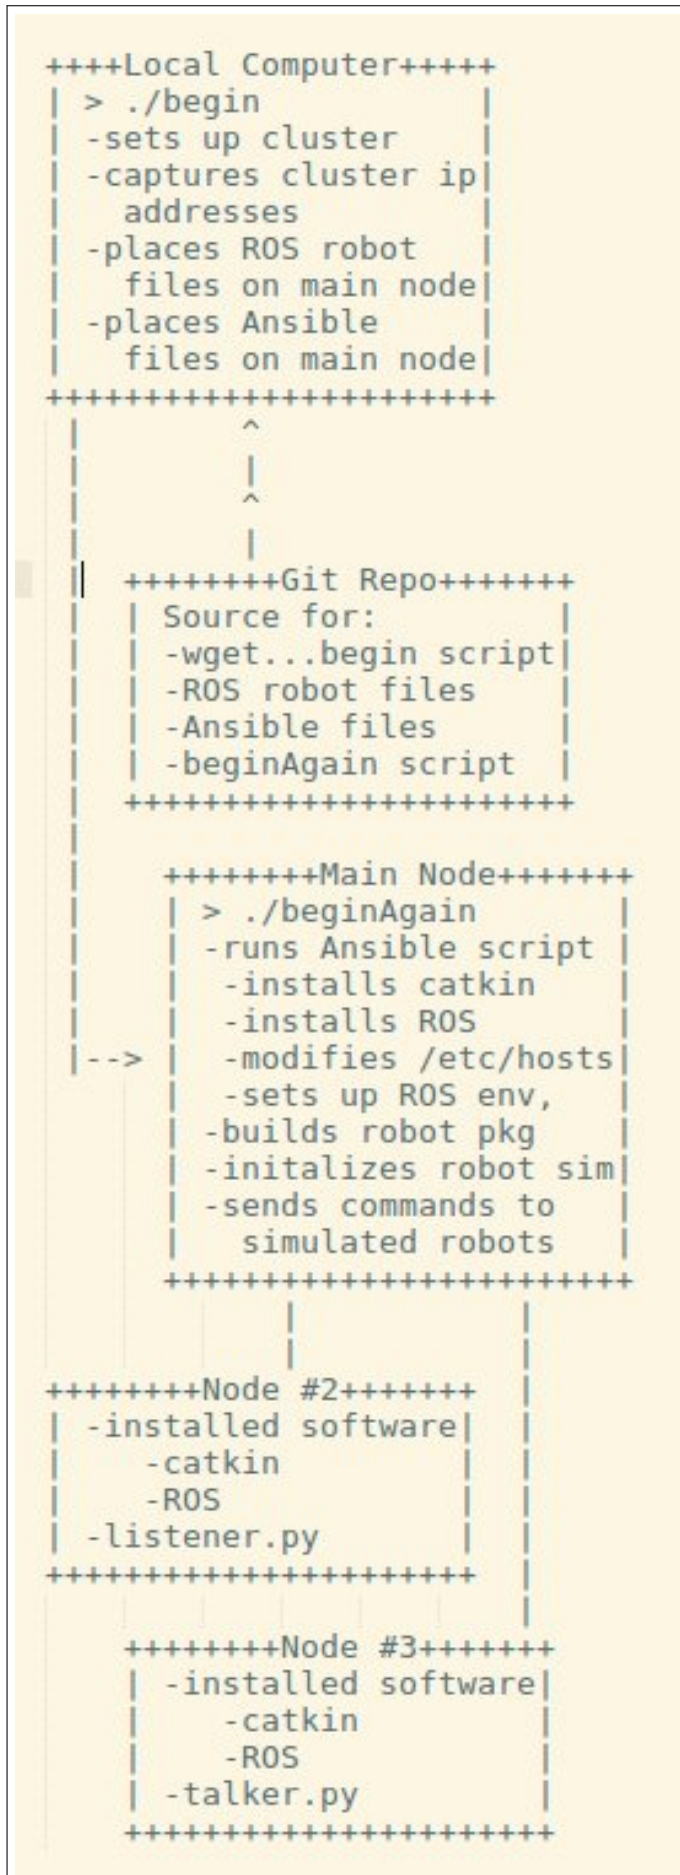 ++++Local Computer+++++
| > ./begin           |
| -sets up cluster    |
| -captures cluster ip|
|   addresses         |
| -places ROS robot   |
|   files on main node|
| -places Ansible     |
|   files on main node|
+++++++++++++++++++++++
 |        ^
 |        |
 |        ^
 |        |
 |  ++++++++Git Repo+++++++
 |  | Source for:         |
 |  | -wget...begin script|
 |  | -ROS robot files    |
 |  | -Ansible files      |
 |  | -beginAgain script  |
 |  +++++++++++++++++++++++
 |
 |    ++++++++Main Node+++++++
 |    | > ./beginAgain       |
 |    | -runs Ansible script |
 |    |  -installs catkin    |
 |    |  -installs ROS       |
 |--> |  -modifies /etc/hosts|
      |  -sets up ROS env,   |
      | -builds robot pkg    |
      | -initalizes robot sim|
      | -sends commands to   |
      |   simulated robots   |
      ++++++++++++++++++++++++
            |           |
            |           |
++++++++Node #2+++++++  |
| -installed software|  |
|    -catkin         |  |
|    -ROS            |  |
| -listener.py       |  |
++++++++++++++++++++++  |
                        |
    ++++++++Node #3+++++++
    | -installed software|
    |    -catkin         |
    |    -ROS            |
    | -talker.py         |
    ++++++++++++++++++++++